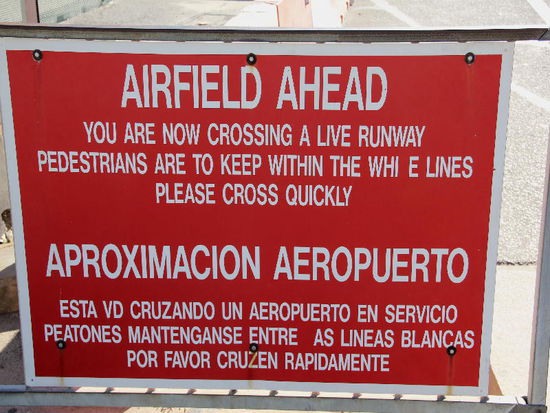 AIRFIELD AHEAD
YOU ARE NOW CROSSING A LIVE RUNWAY
PEDESTRIANS ARE TO KEEP WITHIN THE WHI E LINES
PLEASE CROSS QUICKLY
APROXIMACION AEROPUERTO
ESTA VD CRUZANDO UN AEROPUERTO EN SERVICIO
PEATONES MANTENGANSE ENTRE  AS LINEAS BLANCAS
POR FAVOR CRUZEN RAPIDAMENTE